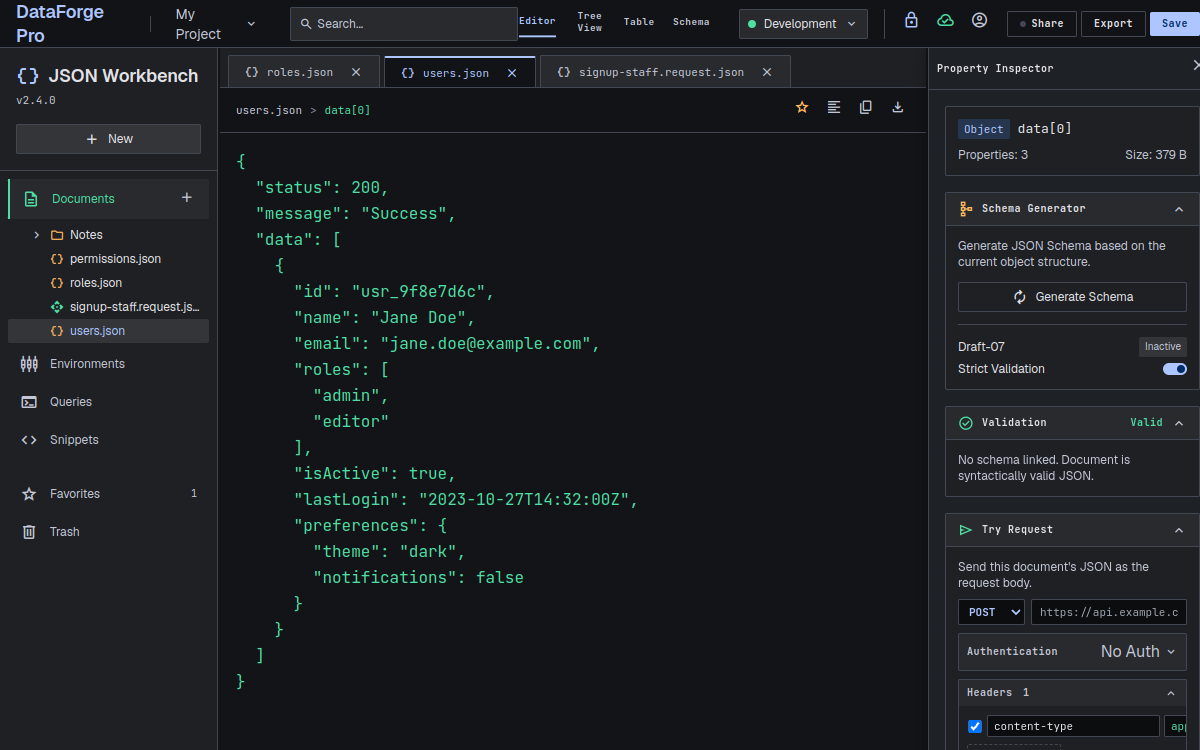 DataForge Pro
My Project
Search...
Editor
Tree View
Table
Schema
Development
Share
Export
Save
{} JSON Workbench
v2.4.0
+ New
Documents +
Notes
{} permissions.json
{} roles.json
signup-staff.request.js...
{} users.json
Environments
Queries
Snippets
Favorites 1
Trash
{} roles.json
{} users.json
{} signup-staff.request.json
users.json > data[0]
{
"status": 200,
"message": "Success",
"data": [
{
"id": "usr_9f8e7d6c",
"name": "Jane Doe",
"email": "jane.doe@example.com",
"roles": [
"admin",
"editor"
],
"isActive": true,
"lastLogin": "2023-10-27T14:32:00Z",
"preferences": {
"theme": "dark",
"notifications": false
}
}
]
}
Property Inspector
Object data[0]
Properties: 3 Size: 379 B
Schema Generator
Generate JSON Schema based on the
current object structure.
Generate Schema
Draft-07 Inactive
Strict Validation
Validation Valid
No schema linked. Document is
syntactically valid JSON.
Try Request
Send this document's JSON as the
request body.
POST https://api.example.c
Authentication No Auth
Headers 1
content-type app